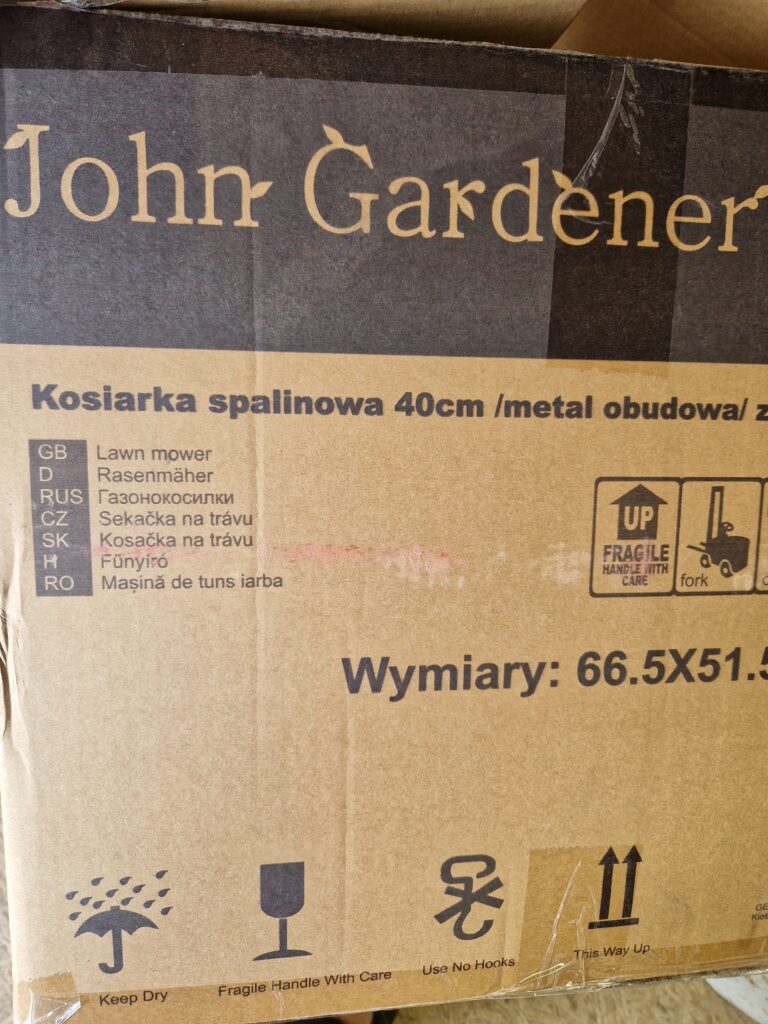 John Gardener
Kosiarka spalinowa 40cm /metal obudowa/ z
GB Lawn mower
D Rasenmäher
RUS Газонокосилки
CZ Sekačka na trávu
SK Kosačka na trávu
H Fűnyíró
RO Mașină de tuns iarba
UP
FRAGILE
HANDLE WITH
CARE
fork
Wymiary: 66.5X51.5
Keep Dry
Fragile Handle With Care
Use No Hooks
This Way Up